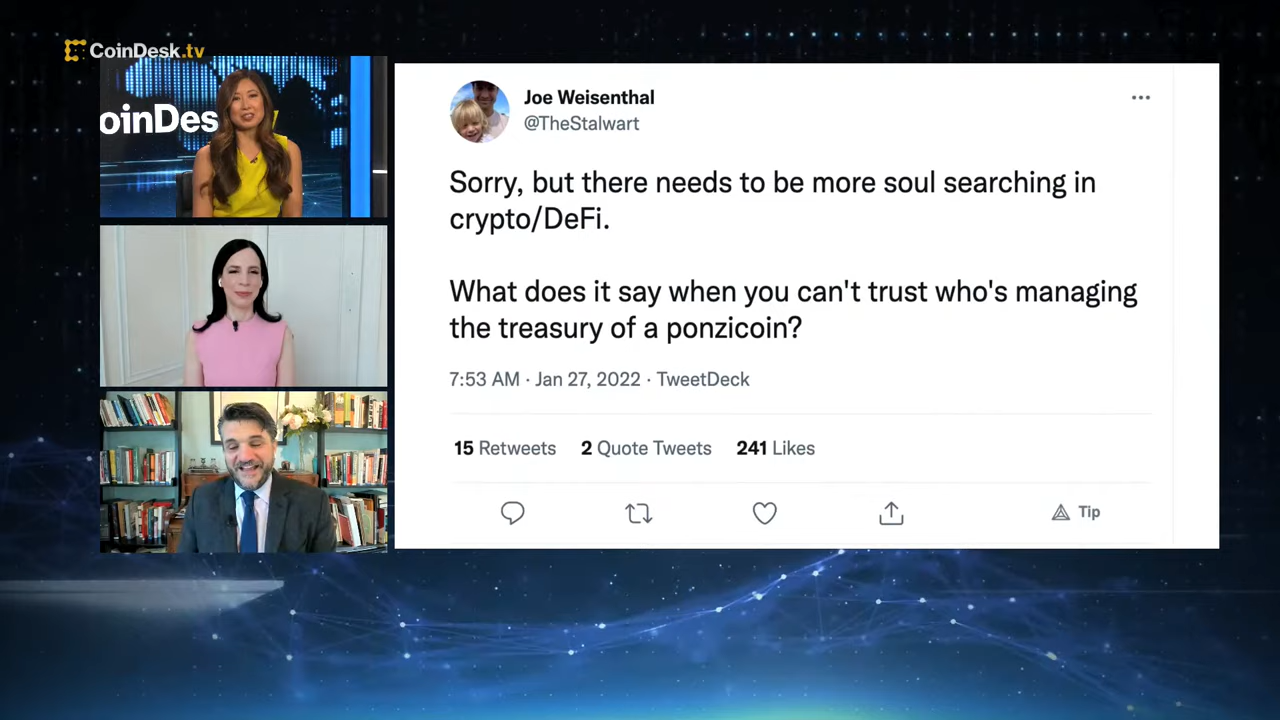 CoinDesk.tv
oinDes
Joe Weisenthal
@TheStalwart
Sorry, but there needs to be more soul searching in
crypto/DeFi.
What does it say when you can't trust who's managing
the treasury of a ponzicoin?
7:53 AM · Jan 27, 2022 · TweetDeck
15 Retweets 2 Quote Tweets 241 Likes
Tip